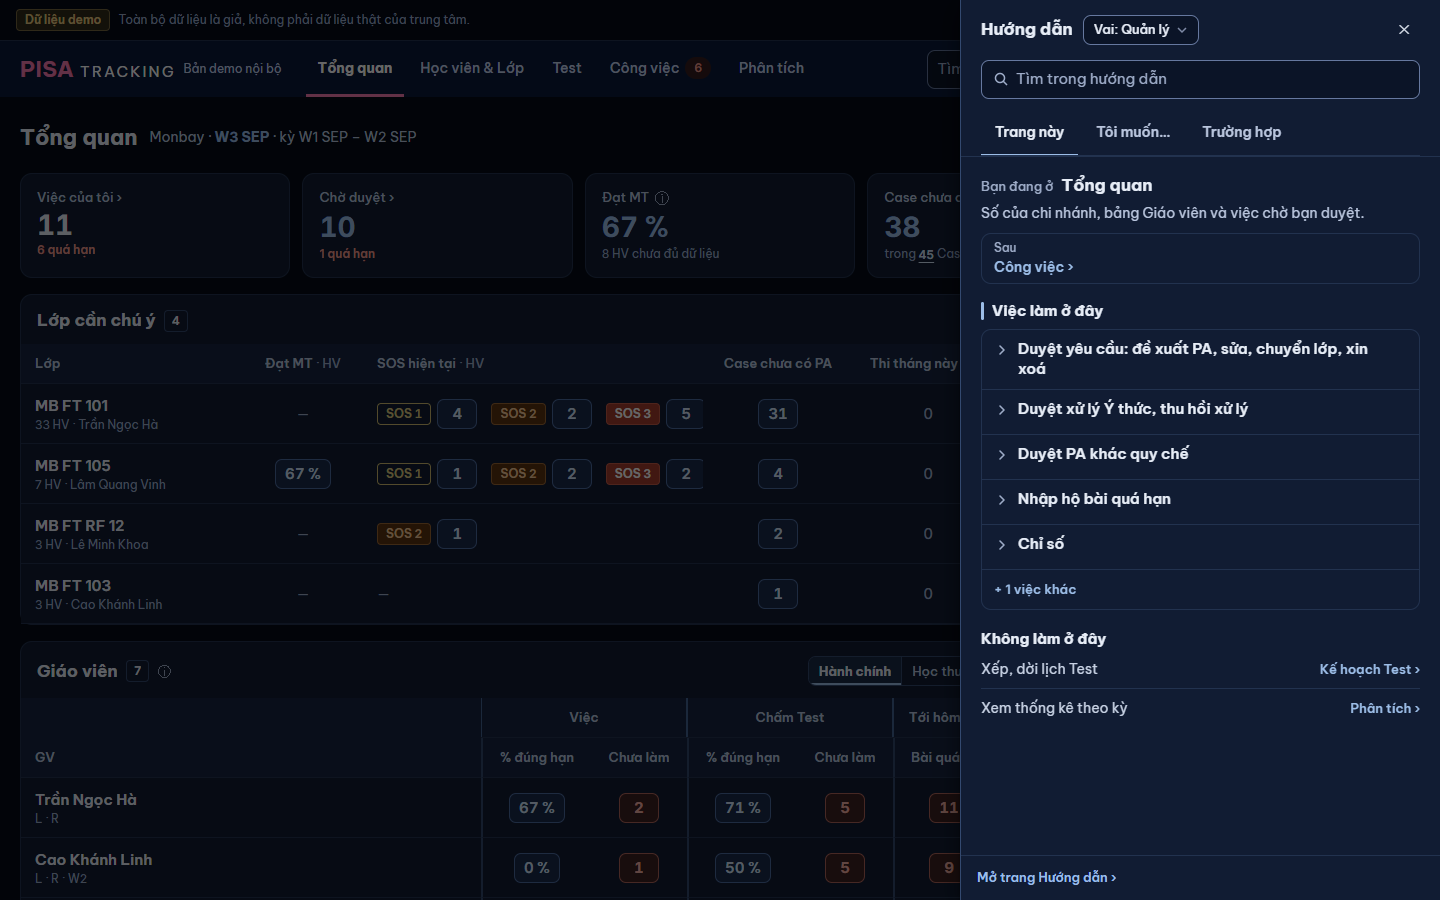 Dữ liệu demo Toàn bộ dữ liệu là giả, không phải dữ liệu thật của trung tâm.
PISA TRACKING Bản demo nội bộ Tổng quan Học viên & Lớp Test Công việc 6 Phân tích
Tổng quan Monbay · W3 SEP · kỳ W1 SEP – W2 SEP
Việc của tôi ›
11
6 quá hạn
Chờ duyệt ›
10
1 quá hạn
Đạt MT
67 %
8 HV chưa đủ dữ liệu
Case chưa
38
trong 45
Lớp cần chú ý 4
Lớp Đạt MT · HV SOS hiện tại · HV Case chưa có PA Thi tháng này
MB FT 101
33 HV · Trần Ngọc Hà
— SOS 1 4 SOS 2 2 SOS 3 5 31 0
MB FT 105
7 HV · Lâm Quang Vinh
67 % SOS 1 1 SOS 2 2 SOS 3 2 4 0
MB FT RF 12
3 HV · Lê Minh Khoa
— SOS 2 1 2 0
MB FT 103
3 HV · Cao Khánh Linh
— — 1 0
Giáo viên 7 Hành chính
Việc Chấm Test
GV % đúng hạn Chưa làm % đúng hạn Chưa làm
Trần Ngọc Hà
L · R
67 % 2 71 % 5 11
Cao Khánh Linh
L · R · W2
0 % 1 50 % 5 9
Hướng dẫn Vai: Quản lý
Tìm trong hướng dẫn
Trang này Tôi muốn... Trường hợp
Bạn đang ở Tổng quan
Số của chi nhánh, bảng Giáo viên và việc chờ bạn duyệt.
Sau
Công việc ›
Việc làm ở đây
Duyệt yêu cầu: đề xuất PA, sửa, chuyển lớp, xin
xoá
Duyệt xử lý Ý thức, thu hồi xử lý
Duyệt PA khác quy chế
Nhập hộ bài quá hạn
Chỉ số
+ 1 việc khác
Không làm ở đây
Xếp, dời lịch Test Kế hoạch Test ›
Xem thống kê theo kỳ Phân tích ›
Mở trang Hướng dẫn ›